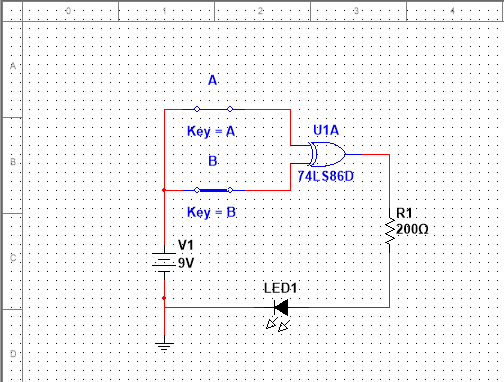 0 1 2 3 4
A
A
Key = A
U1A
B
B
74LS86D
Key = B
R1
200Ω
V1
9V
C
LED1
D